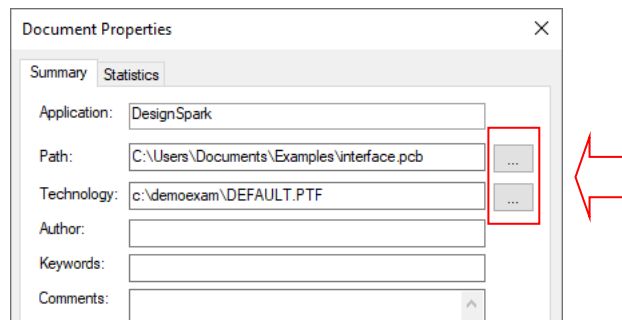 Document Properties
Summary Statistics
Application: DesignSpark
Path: C:\Users\Documents\Examples\interface.pcb ...
Technology: c:\demoexam\DEFAULT.PTF ...
Author:
Keywords:
Comments: